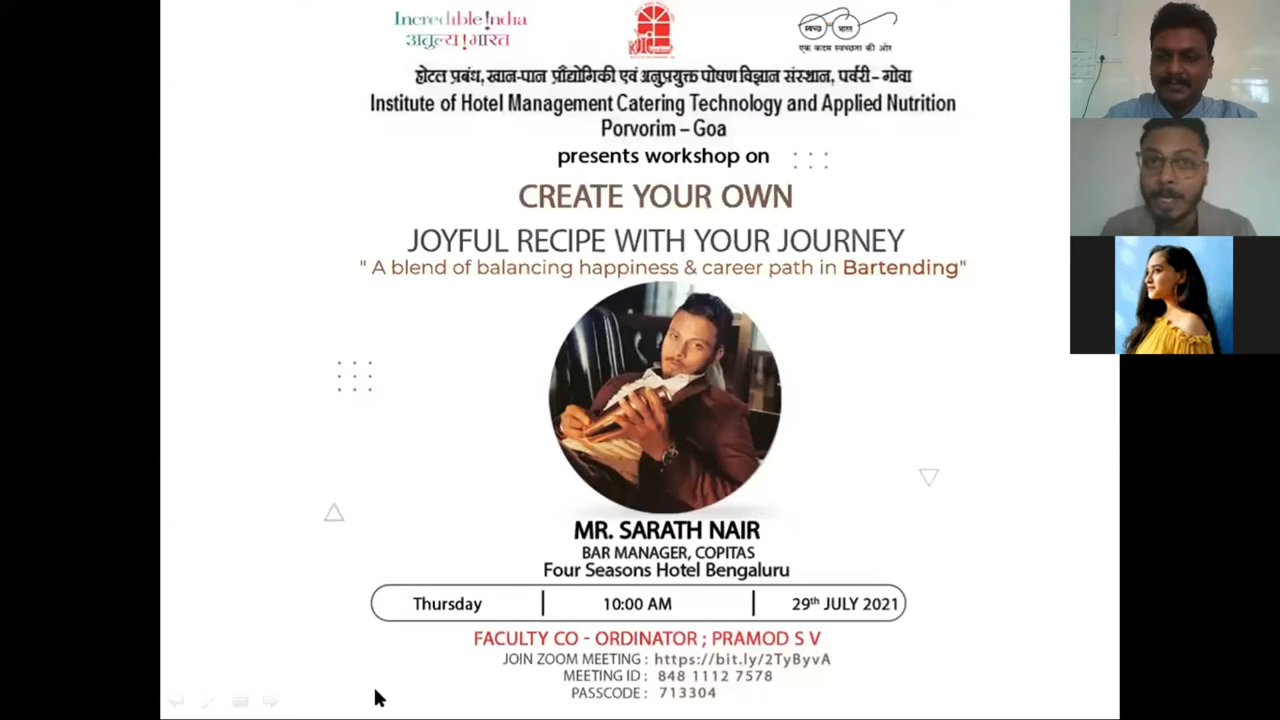 Incredible!ndia
अतुल्य!भारत
स्वच्छ भारत
एक कदम स्वच्छता की ओर
होटल प्रबंध, खान-पान प्रौद्योगिकी एवं अनुप्रयुक्त पोषण विज्ञान संस्थान, पर्वरी – गोवा
Institute of Hotel Management Catering Technology and Applied Nutrition
Porvorim – Goa
presents workshop on
CREATE YOUR OWN
JOYFUL RECIPE WITH YOUR JOURNEY
" A blend of balancing happiness & career path in Bartending"
MR. SARATH NAIR
BAR MANAGER, COPITAS
Four Seasons Hotel Bengaluru
Thursday | 10:00 AM | 29th JULY 2021
FACULTY CO - ORDINATOR ; PRAMOD S V
JOIN ZOOM MEETING : https://bit.ly/2TyByvA
MEETING ID : 848 1112 7578
PASSCODE : 713304